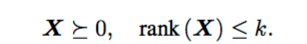 X ⪰ 0, rank (X) ≤ k.